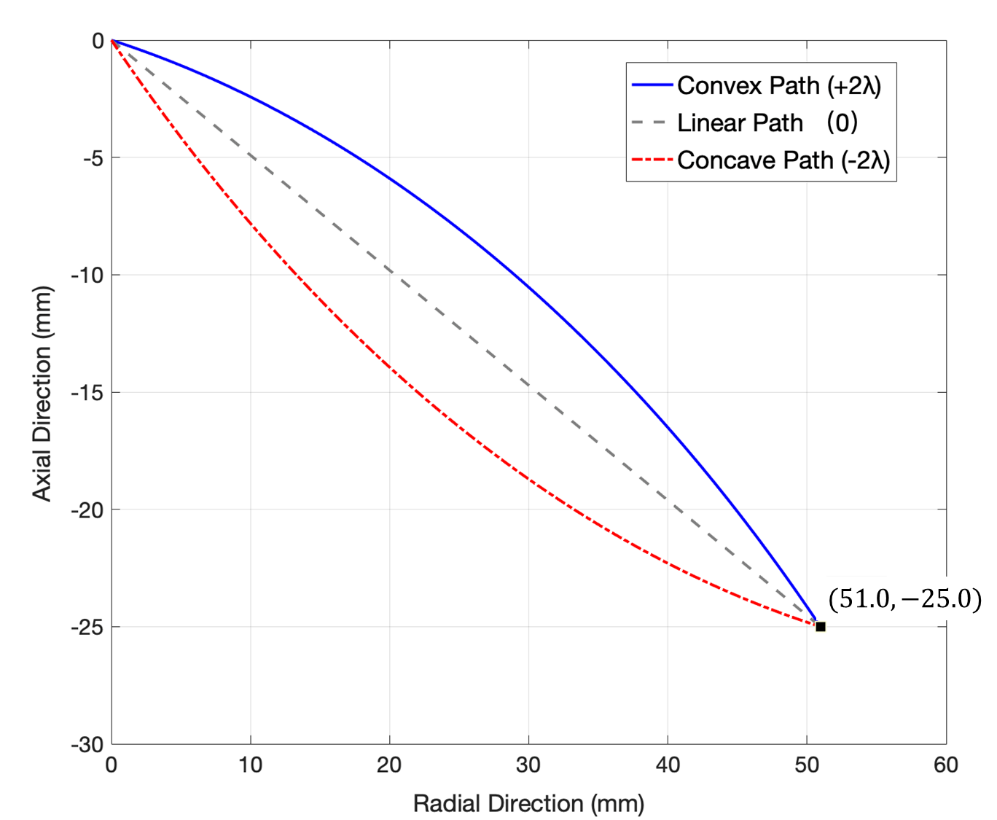 0
-5
-10
-15
-20
-25
-30
0 10 20 30 40 50 60
Axial Direction (mm)
Radial Direction (mm)
Convex Path (+2λ)
Linear Path (0)
Concave Path (-2λ)
(51.0, −25.0)